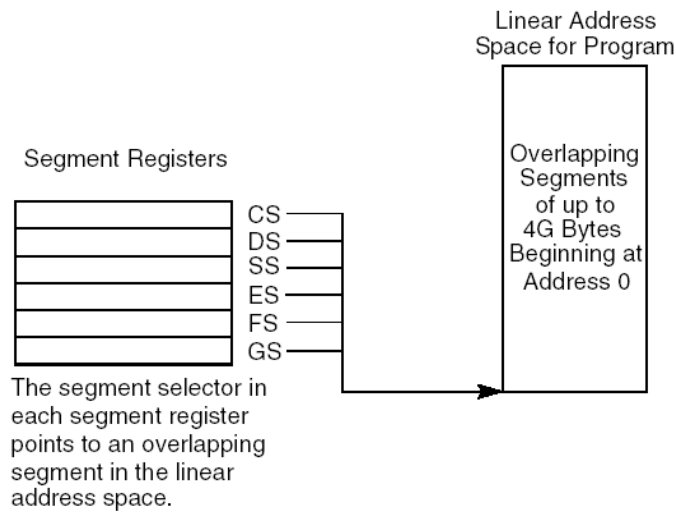 Linear Address
Space for Program
Segment Registers
Overlapping
Segments
of up to
4G Bytes
Beginning at
Address 0
CS
DS
SS
ES
FS
GS
The segment selector in
each segment register
points to an overlapping
segment in the linear
address space.